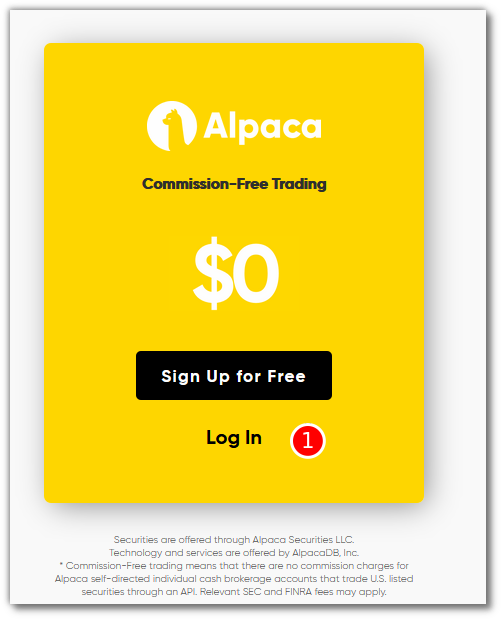 Alpaca
Commission-Free Trading
$0
Sign Up for Free
Log In
1
Securities are offered through Alpaca Securities LLC.
Technology and services are offered by AlpacaDB, Inc.
* Commission-Free trading means that there are no commission charges for
Alpaca self-directed individual cash brokerage accounts that trade U.S. listed
securities through an API. Relevant SEC and FINRA fees may apply.